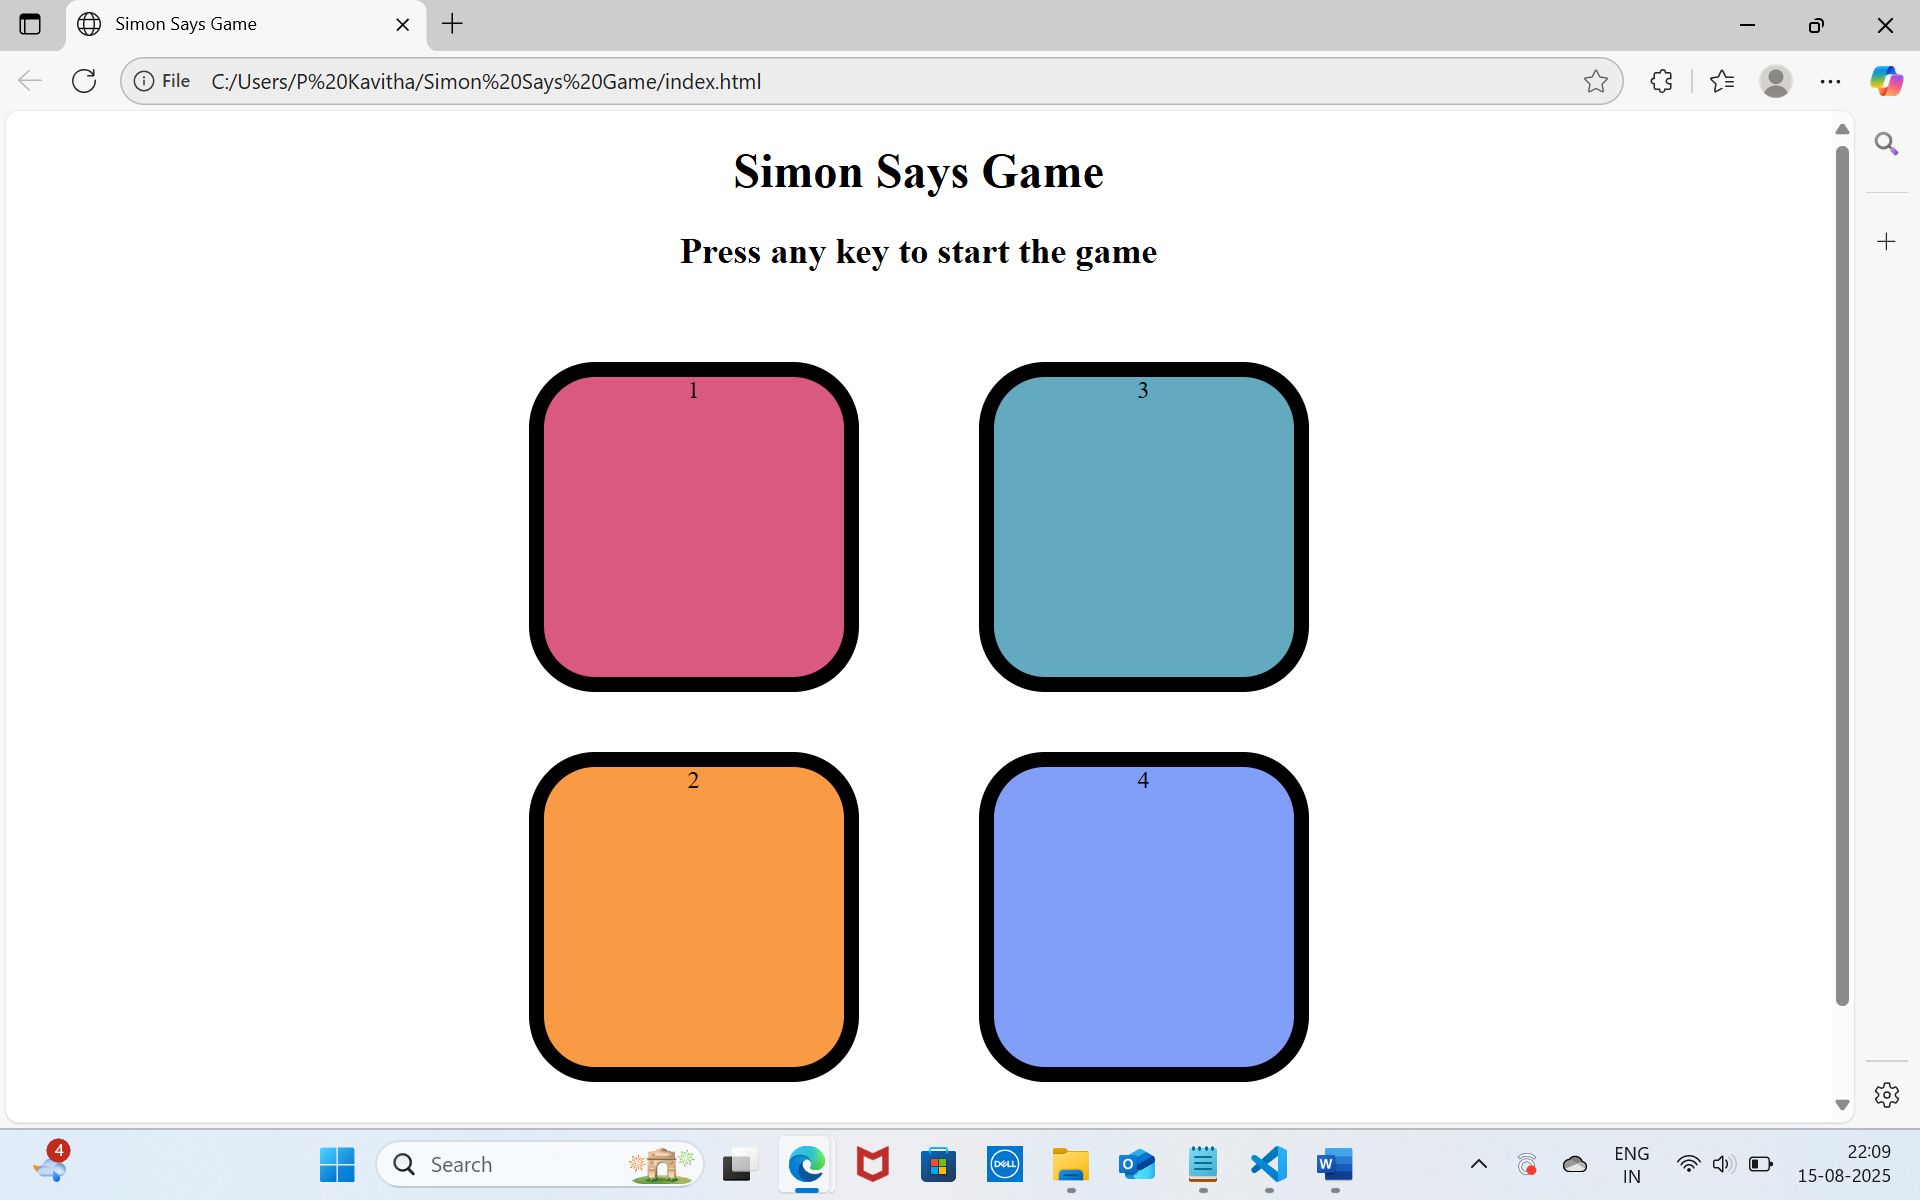 Simon Says Game
File C:/Users/P%20Kavitha/Simon%20Says%20Game/index.html
Simon Says Game
Press any key to start the game
1
3
2
4
4
Search
DELL
O
W
ENG
IN
22:09
15-08-2025